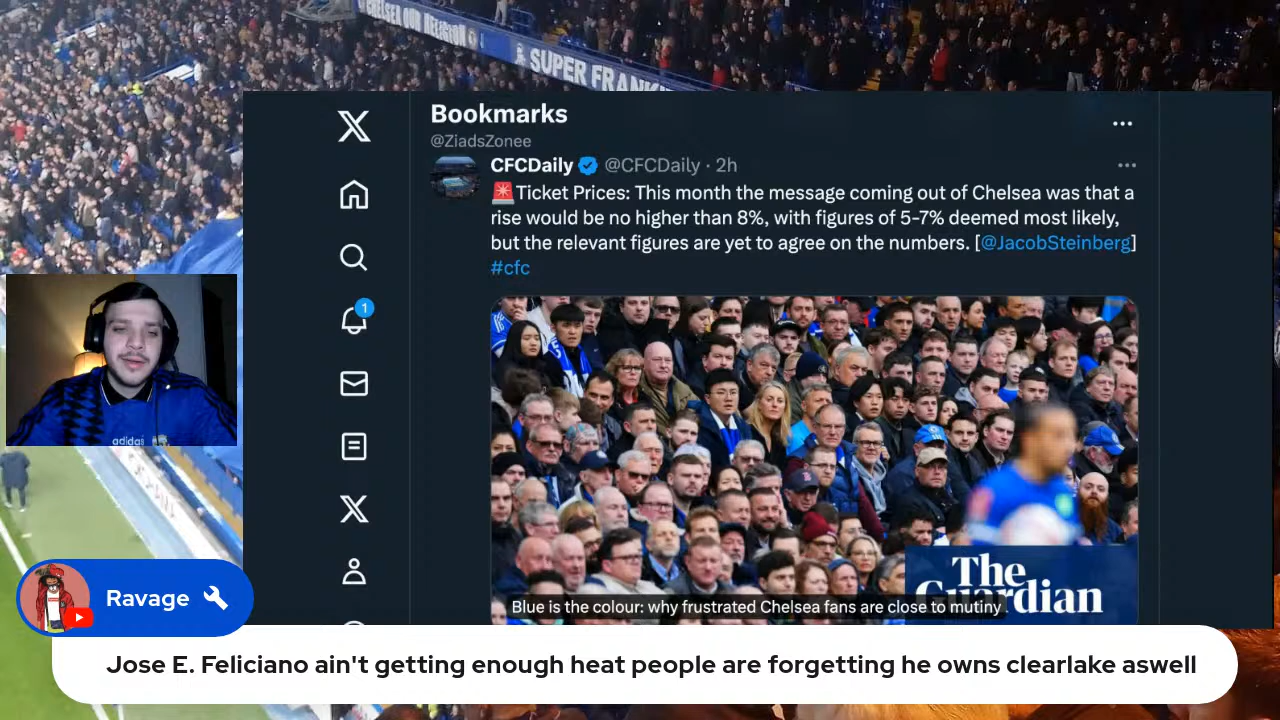 CHELSEA OUR RELIGION
SUPER FRANK
Bookmarks
@ZiadsZonee
CFCDaily @CFCDaily · 2h
🚨Ticket Prices: This month the message coming out of Chelsea was that a
rise would be no higher than 8%, with figures of 5-7% deemed most likely,
but the relevant figures are yet to agree on the numbers. [@JacobSteinberg]
#cfc
1
adidas
The
Guardian
Blue is the colour: why frustrated Chelsea fans are close to mutiny
Ravage
Jose E. Feliciano ain't getting enough heat people are forgetting he owns clearlake aswell